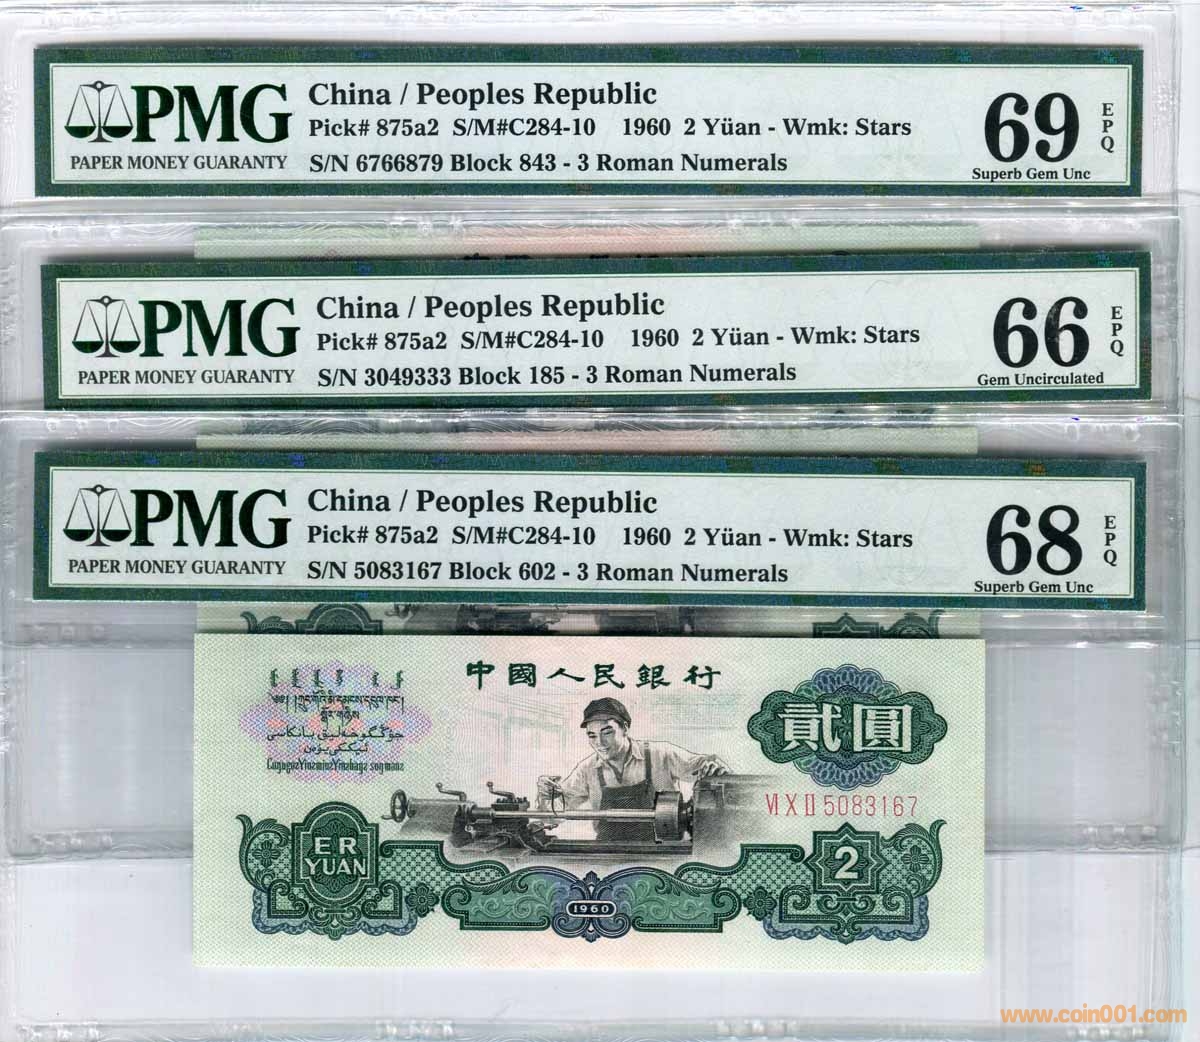 PMG
PAPER MONEY GUARANTY
China / Peoples Republic
Pick# 875a2 S/M#C284-10 1960 2 Yüan - Wmk: Stars
S/N 6766879 Block 843 - 3 Roman Numerals
69
EPQ
Superb Gem Unc
PMG
PAPER MONEY GUARANTY
China / Peoples Republic
Pick# 875a2 S/M#C284-10 1960 2 Yüan - Wmk: Stars
S/N 3049333 Block 185 - 3 Roman Numerals
66
EPQ
Gem Uncirculated
PMG
PAPER MONEY GUARANTY
China / Peoples Republic
Pick# 875a2 S/M#C284-10 1960 2 Yüan - Wmk: Stars
S/N 5083167 Block 602 - 3 Roman Numerals
68
EPQ
Superb Gem Unc
中國人民銀行
貳圓
Ⅵ Ⅹ Ⅱ 5083167
ER
YUAN
2
1960
www.coin001.com